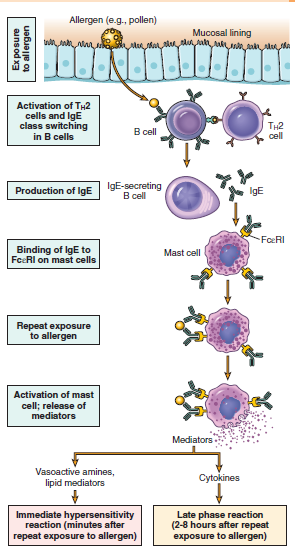 Exposure
to allergen
Allergen (e.g., pollen)
Mucosal lining
Activation of TH2
cells and IgE
class switching
in B cells
B cell
TH2
cell
Production of IgE
IgE-secreting
B cell
IgE
Binding of IgE to
FcεRI on mast cells
FcεRI
Mast cell
Repeat exposure
to allergen
Activation of mast
cell; release of
mediators
Mediators
Vasoactive amines,
lipid mediators
Cytokines
Immediate hypersensitivity
reaction (minutes after
repeat exposure to allergen)
Late phase reaction
(2-8 hours after repeat
exposure to allergen)